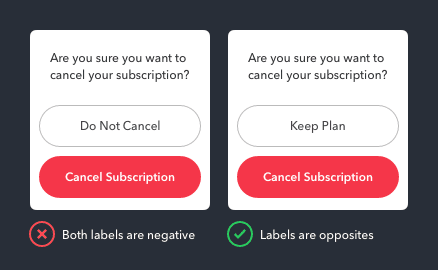 Are you sure you want to
cancel your subscription?
Do Not Cancel
Cancel Subscription
Both labels are negative
Are you sure you want to
cancel your subscription?
Keep Plan
Cancel Subscription
Labels are opposites